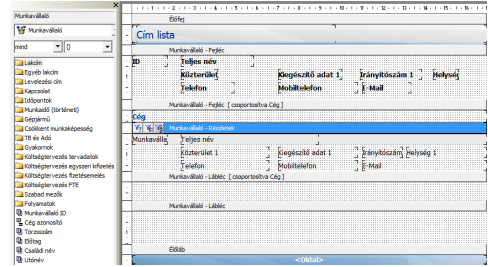 Munkavállaló
Munkavállaló
mind
0
Lakcím
Egyéb lakcím
Levelezési cím
Kapcsolat
Időpontok
Munkaidő (történeti)
Gépjármű
Csökkent munkaképesség
TB és Adó
Gyakornok
Költségtervezés tervadatok
Költségtervezés egyszeri kifizetés
Költségtervezés fizetésemelés
Költségtervezés FTE
Szabad mezők
Folyamatok
Munkavállaló ID
Cég azonosító
Törzsszám
Előtag
Családi név
Utónév
Előfej
Cím lista
Munkavállaló - Fejléc
ID Teljes név
Közterület Kiegészítő adat 1 Irányítószám 1 Helység
Telefon Mobiltelefon E-Mail
Munkavállaló - Fejléc [ csoportosítva Cég ]
Cég
Munkavállaló - Részletek
Munkaválla Teljes név
Közterület 1 Kiegészítő adat 1 Irányítószám Helység 1
Telefon Mobiltelefon E-Mail
Munkavállaló - Lábléc [ csoportosítva Cég ]
Munkavállaló - Lábléc
Élőláb
<Oldal>